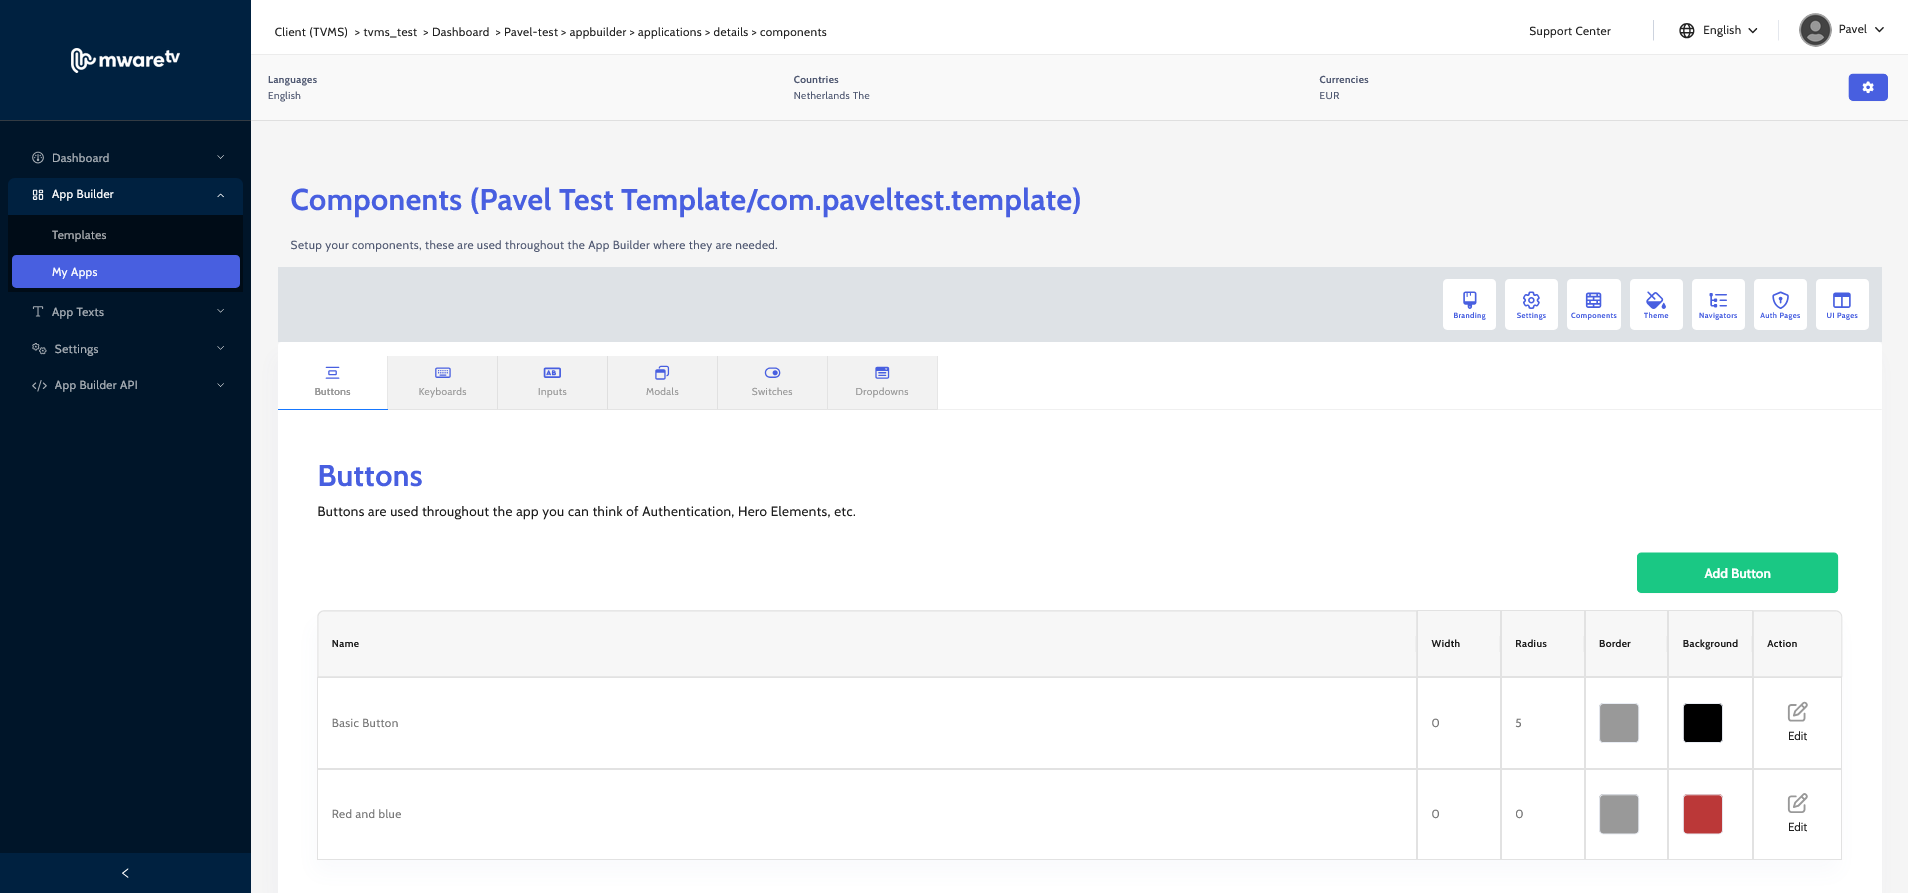 mwaretv
Client (TVMS) > tvms_test > Dashboard > Pavel-test > appbuilder > applications > details > components
Support Center
English
Pavel
Languages
English
Countries
Netherlands The
Currencies
EUR
Dashboard
App Builder
Templates
My Apps
App Texts
Settings
App Builder API
Components (Pavel Test Template/com.paveltest.template)
Setup your components, these are used throughout the App Builder where they are needed.
Branding
Settings
Components
Theme
Navigators
Auth Pages
UI Pages
Buttons
Keyboards
AB
Inputs
Modals
Switches
Dropdowns
Buttons
Buttons are used throughout the app you can think of Authentication, Hero Elements, etc.
Add Button
Name Width Radius Border Background Action
Basic Button 0 5
Edit
Red and blue 0 0
Edit